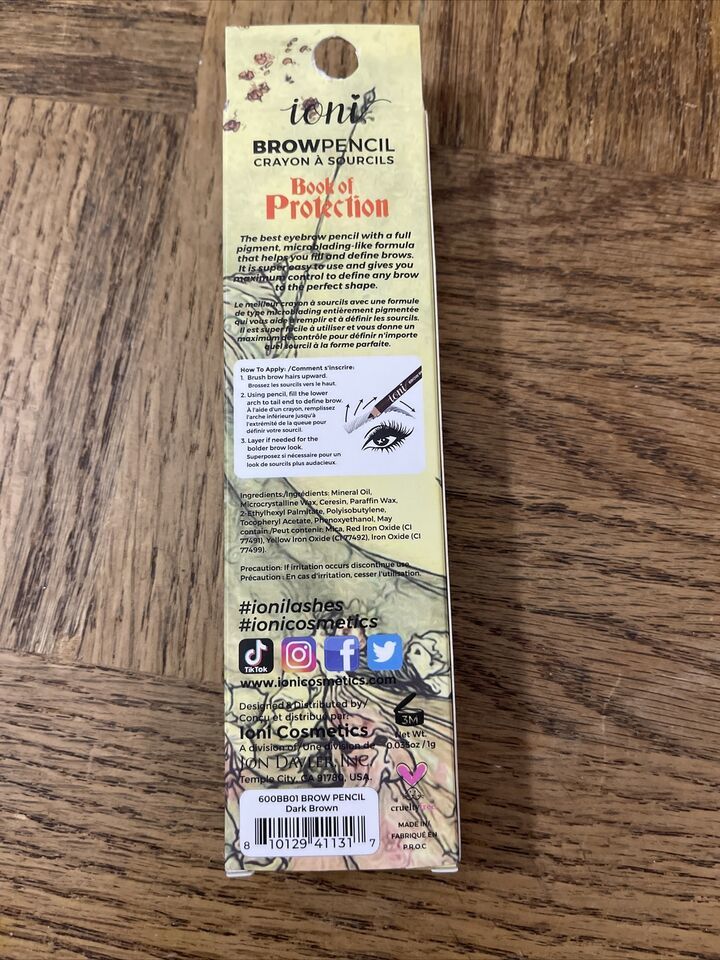 ioni
BROWPENCIL
CRAYON À SOURCILS
Book of
Protection
The best eyebrow pencil with a full
pigment, microblading-like formula
that helps you fill and define brows.
It is super easy to use and gives you
maximum control to define any brow
to the perfect shape.
Le meilleur crayon à sourcils avec une formule
de type microblading entièrement pigmentée
qui vous aide à remplir et à définir les sourcils.
Il est super facile à utiliser et vous donne un
maximum de contrôle pour définir n'importe
quel sourcil à la forme parfaite.
How To Apply: /Comment s'inscrire:
1. Brush brow hairs upward.
Brossez les sourcils vers le haut.
2. Using pencil, fill the lower
arch to tail end to define brow.
À l'aide d'un crayon, remplissez
l'arche inférieure jusqu'à
l'extrémité de la queue pour
définir votre sourcil.
3. Layer if needed for the
bolder brow look.
Superposez si nécessaire pour un
look de sourcils plus audacieux.
ioni
Ingredients:/Ingrédients: Mineral Oil,
Microcrystalline Wax, Ceresin, Paraffin Wax,
2-Ethylhexyl Palmitate, Polyisobutylene,
Tocopheryl Acetate, Phenoxyethanol, May
contain /Peut contenir: Mica, Red Iron Oxide (CI
77491), Yellow Iron Oxide (CI 77492), Iron Oxide (CI
77499).
Precaution: If irritation occurs discontinue use.
Précaution : En cas d'irritation, cesser l'utilisation.
#ionilashes
#ionicosmetics
TikTok
www.ionicosmetics.com
Designed & Distributed by/
Conçu et distribué par:
Ioni Cosmetics
A division of/Une division de
ION DAVLER, INC.
Temple City, CA 91780, USA.
3M
Net Wt.
0.035oz / 1g
cruelty free
MADE IN/
FABRIQUÉ EN
P.R.O.C
600BB01 BROW PENCIL
Dark Brown
8 10129 41131 7